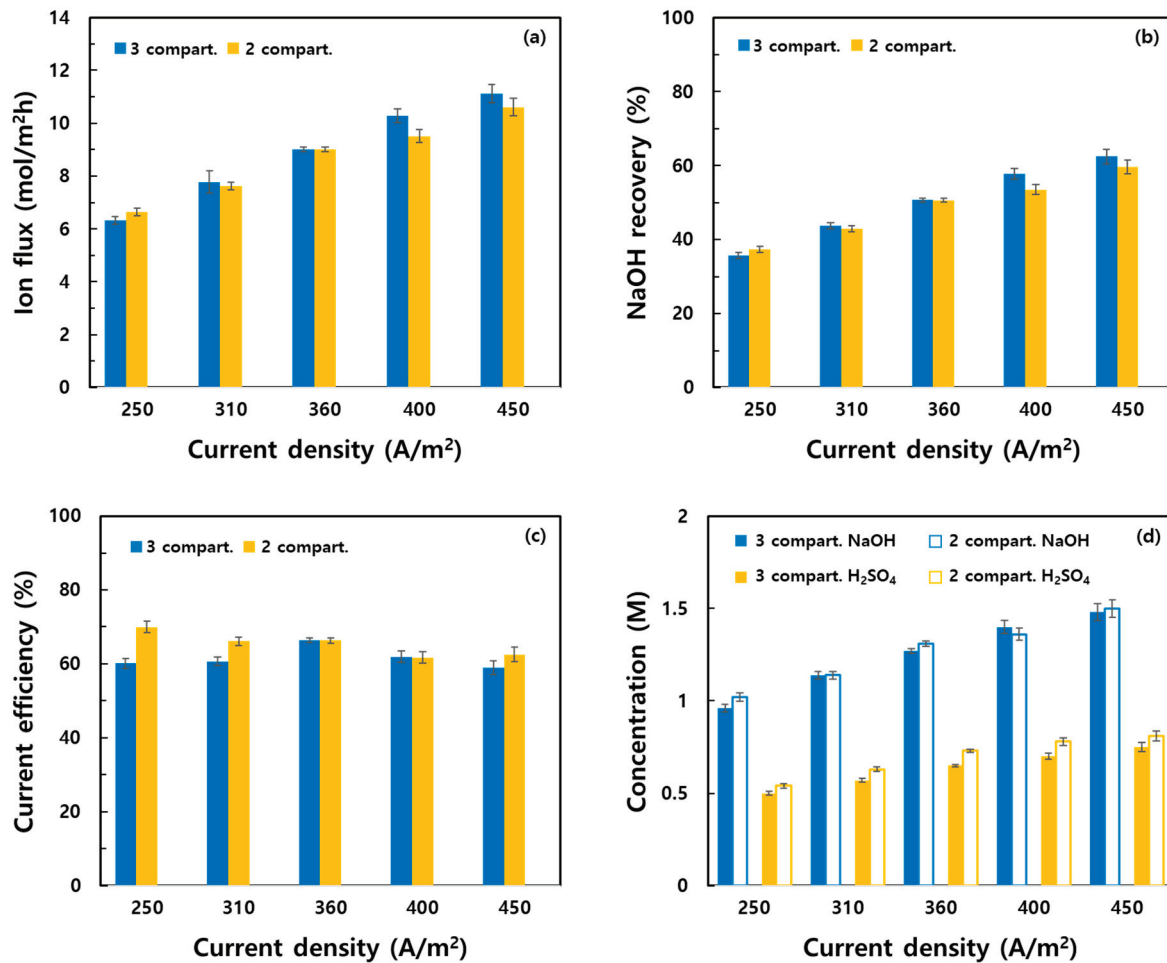 (a)
3 compart. 2 compart.
Ion flux (mol/m²h)
14
12
10
8
6
4
2
0
250 310 360 400 450
Current density (A/m²)
(b)
3 compart. 2 compart.
NaOH recovery (%)
100
80
60
40
20
0
250 310 360 400 450
Current density (A/m²)
(c)
3 compart. 2 compart.
Current efficiency (%)
100
80
60
40
20
0
250 310 360 400 450
Current density (A/m²)
(d)
3 compart. NaOH 2 compart. NaOH
3 compart. H₂SO₄ 2 compart. H₂SO₄
Concentration (M)
2
1.5
1
0.5
0
250 310 360 400 450
Current density (A/m²)